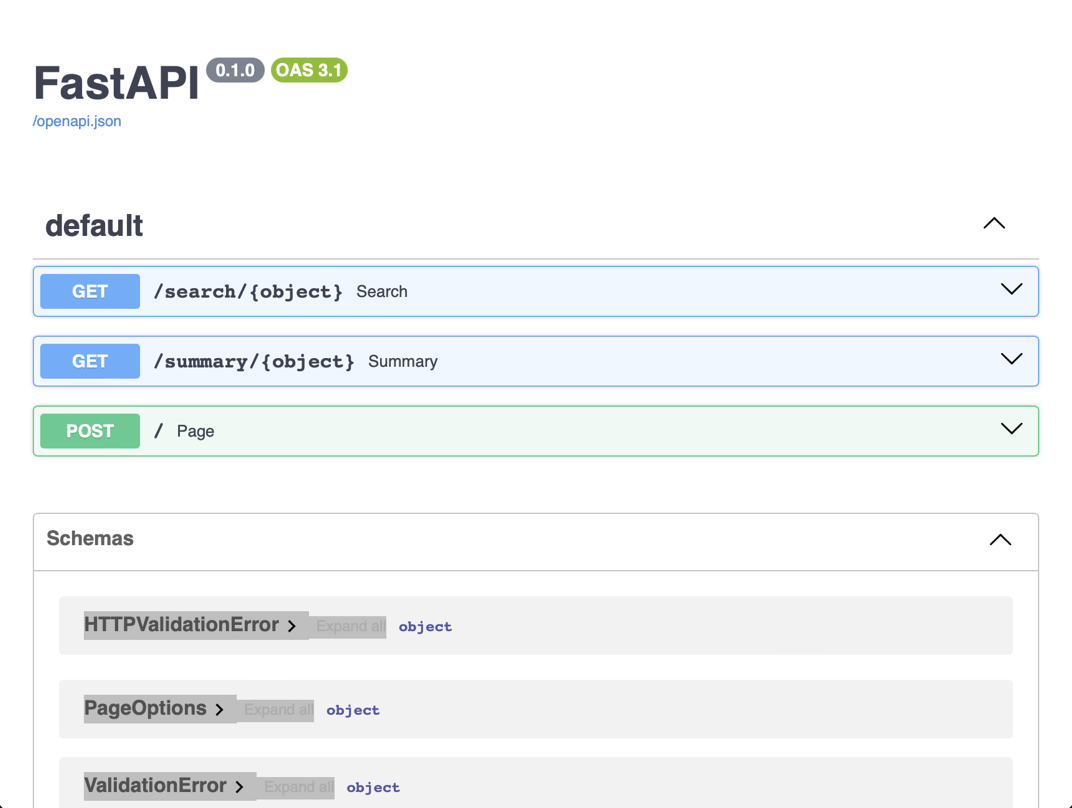 FastAPI 0.1.0 OAS 3.1
/openapi.json
default
GET /search/{object} Search
GET /summary/{object} Summary
POST / Page
Schemas
HTTPValidationError Expand all object
PageOptions Expand all object
ValidationError Expand all object